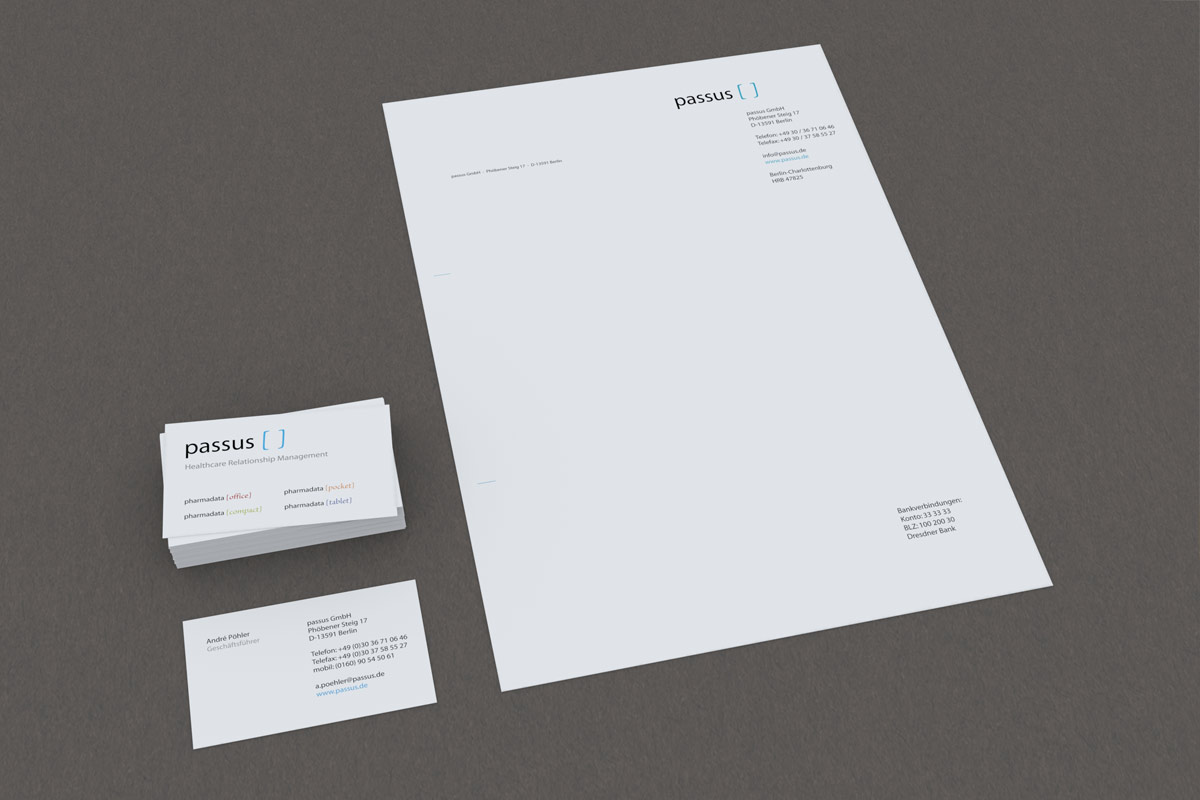 passus [ ]
passus GmbH
Phöbener Steig 17
D-13591 Berlin
Telefon: +49 30 / 36 71 06 46
Telefax: +49 30 / 37 58 55 27
info@passus.de
www.passus.de
Berlin-Charlottenburg
HRB 47825
passus GmbH · Phöbener Steig 17 · D-13591 Berlin
Bankverbindungen:
Konto: 33 33 33
BLZ: 100 200 30
Dresdner Bank
passus [ ]
Healthcare Relationship Management
pharmadata [office] pharmadata [pocket]
pharmadata [compact] pharmadata [tablet]
André Pöhler
Geschäftsführer
passus GmbH
Phöbener Steig 17
D-13591 Berlin
Telefon: +49 (0)30 36 71 06 46
Telefax: +49 (0)30 37 58 55 27
mobil: (0160) 90 54 50 61
a.poehler@passus.de
www.passus.de